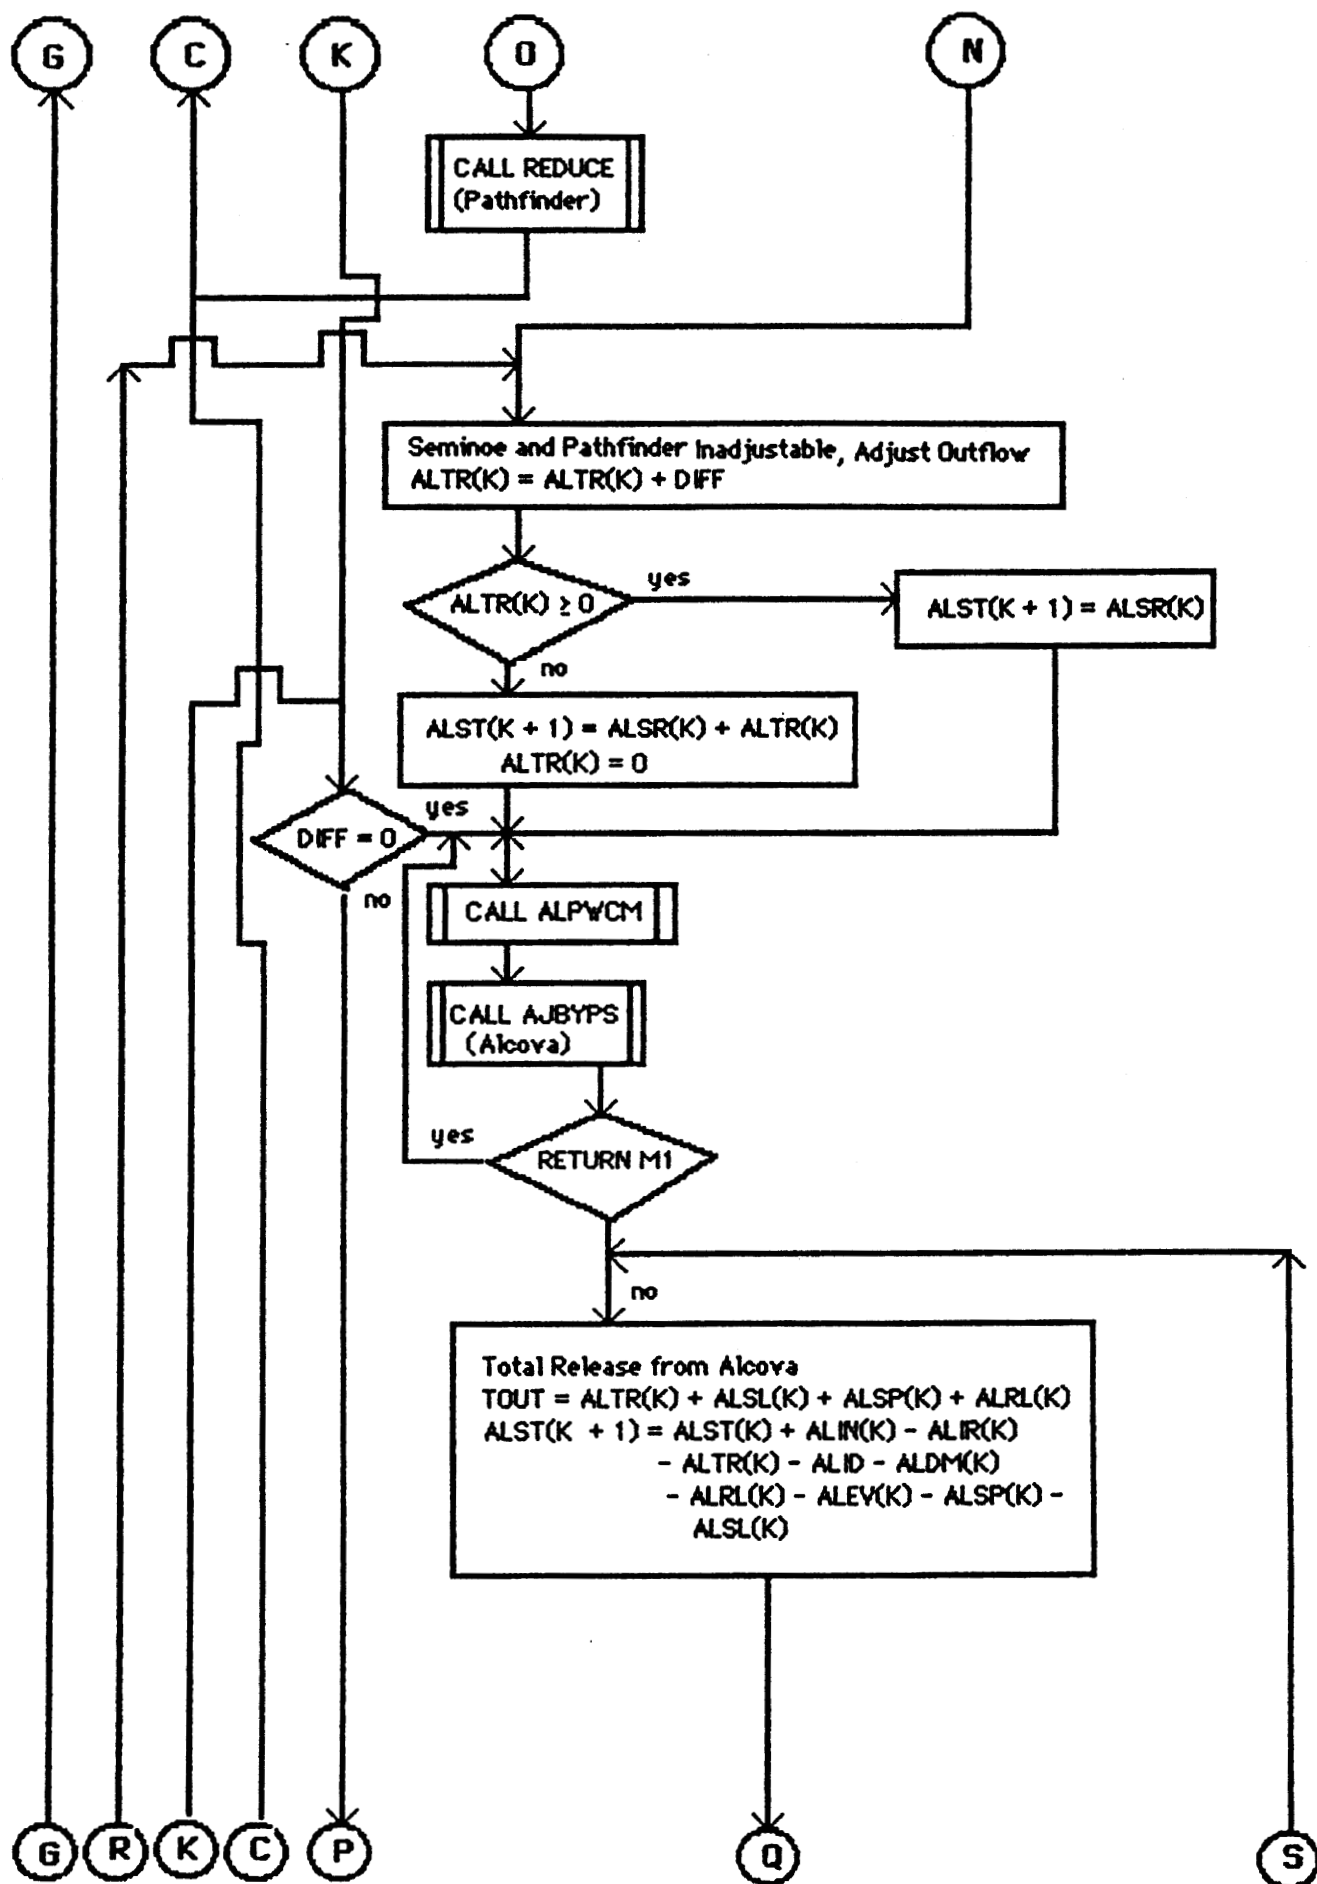 G C K O N
CALL REDUCE
(Pathfinder)
Seminoe and Pathfinder Inadjustable, Adjust Outflow
ALTR(K) = ALTR(K) + DIFF
ALTR(K) ≥ 0
yes
ALST(K + 1) = ALSR(K)
no
ALST(K + 1) = ALSR(K) + ALTR(K)
ALTR(K) = 0
DIFF = 0
yes
no
CALL ALPWCM
CALL AJBYPS
(Alcova)
yes
RETURN M1
no
Total Release from Alcova
TOUT = ALTR(K) + ALSL(K) + ALSP(K) + ALRL(K)
ALST(K + 1) = ALST(K) + ALIN(K) - ALIR(K)
- ALTR(K) - ALID - ALDM(K)
- ALRL(K) - ALEV(K) - ALSP(K) -
ALSL(K)
G R K C P Q S